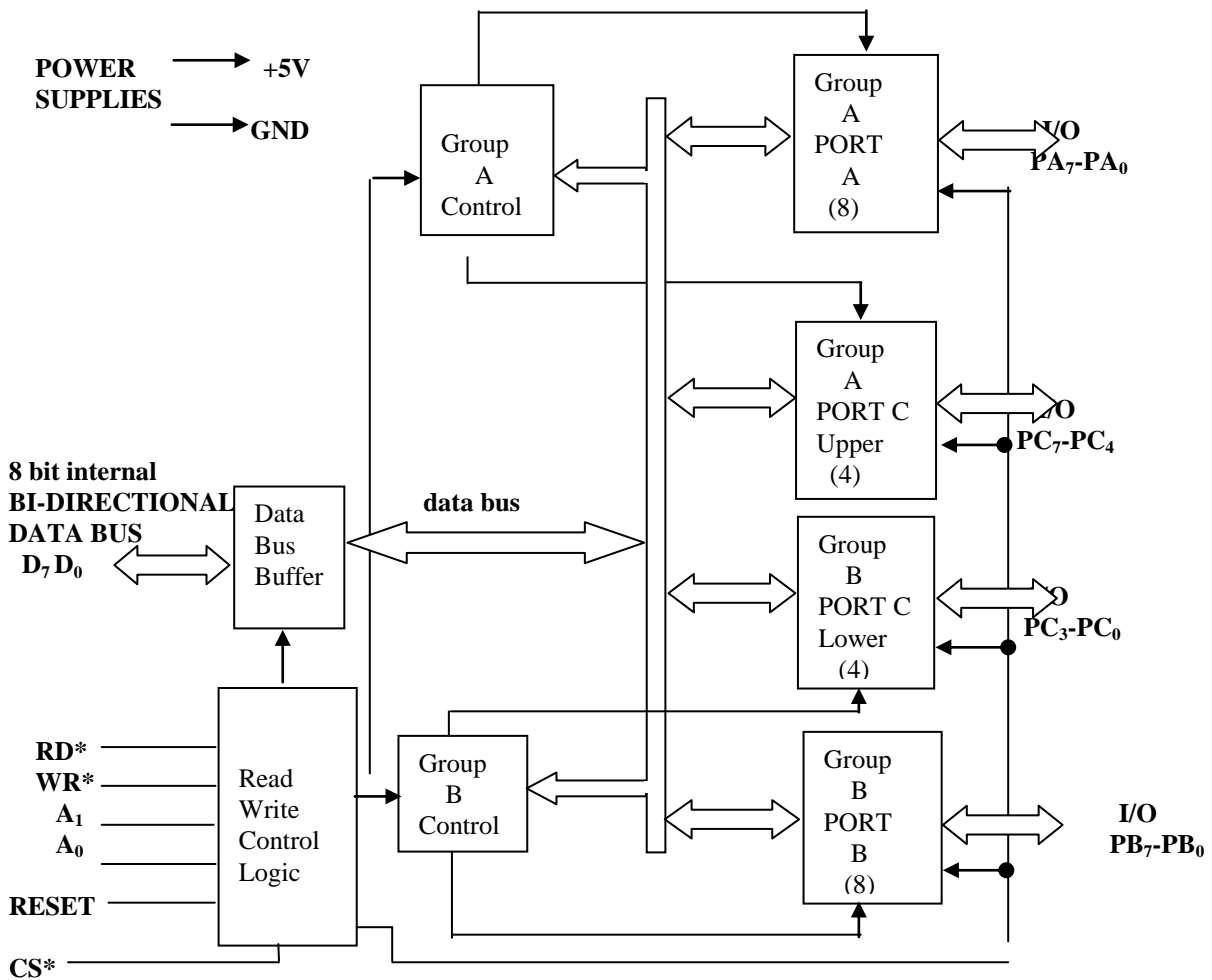 POWER
SUPPLIES
+5V
GND
Group
A
Control
Group
A
PORT
A
(8)
I/O
PA₇-PA₀
Group
A
PORT C
Upper
(4)
I/O
PC₇-PC₄
8 bit internal
BI-DIRECTIONAL
DATA BUS
D₇ D₀
Data
Bus
Buffer
data bus
Group
B
PORT C
Lower
(4)
I/O
PC₃-PC₀
RD*
WR*
A₁
A₀
RESET
CS*
Read
Write
Control
Logic
Group
B
Control
Group
B
PORT
B
(8)
I/O
PB₇-PB₀